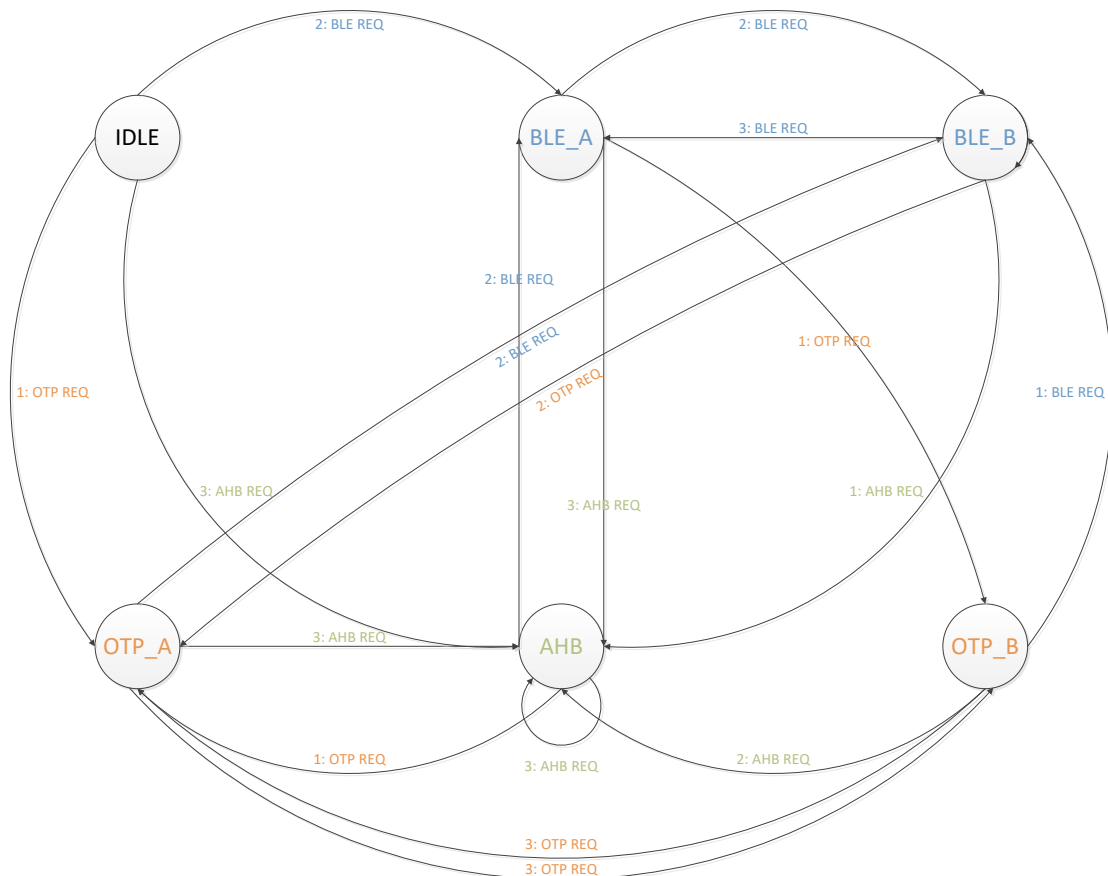 2: BLE REQ
2: BLE REQ
IDLE
BLE_A
3: BLE REQ
BLE_B
2: BLE REQ
2: BLE REQ
1: OTP REQ
2: OTP REQ
1: OTP REQ
1: BLE REQ
3: AHB REQ
3: AHB REQ
1: AHB REQ
OTP_A
3: AHB REQ
AHB
OTP_B
1: OTP REQ
3: AHB REQ
2: AHB REQ
3: OTP REQ
3: OTP REQ